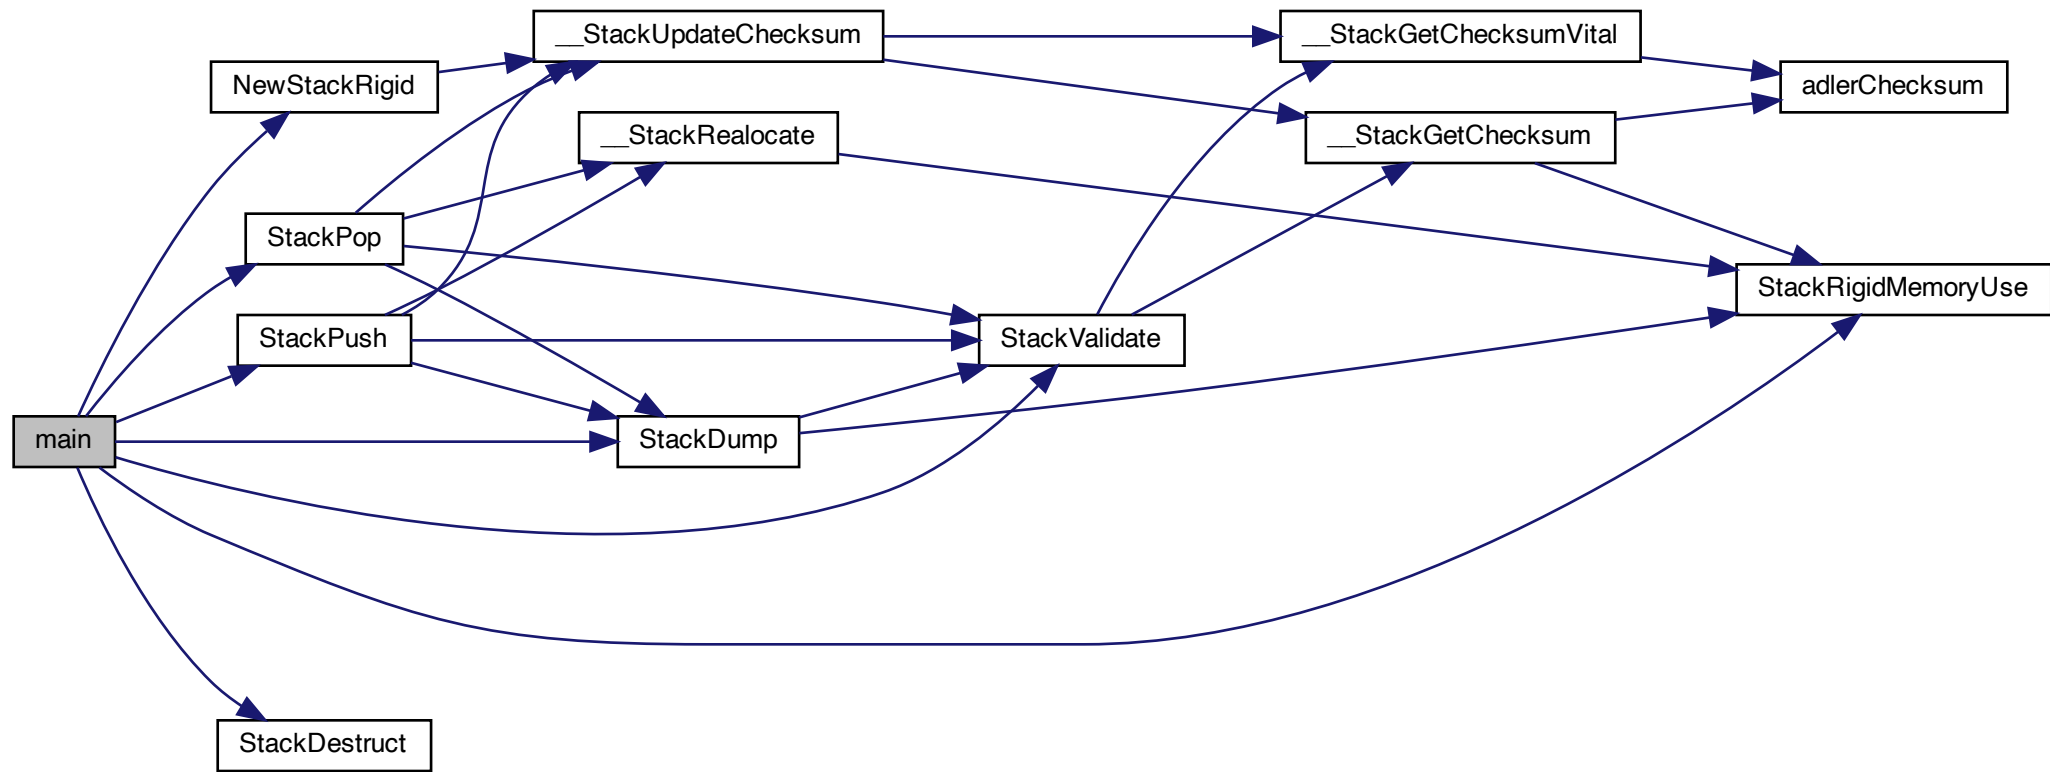 __StackUpdateChecksum
__StackGetChecksumVital
NewStackRigid
adlerChecksum
__StackRealocate
__StackGetChecksum
StackPop
StackRigidMemoryUse
StackPush
StackValidate
main
StackDump
StackDestruct